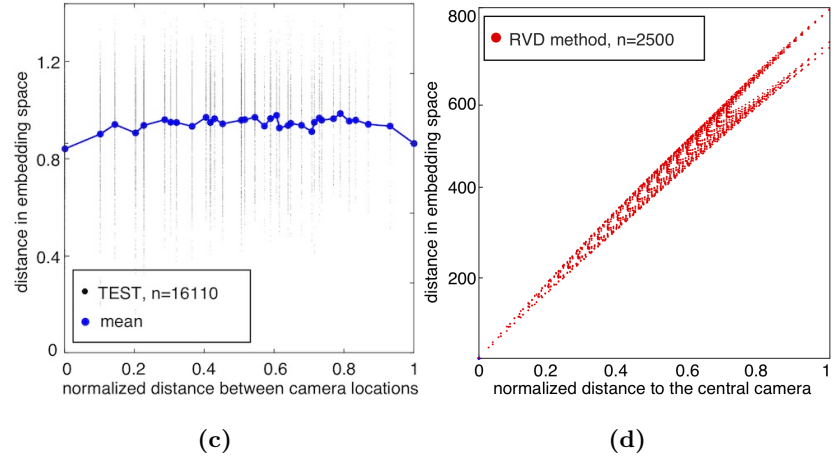 1.2
0.8
0.4
0
distance in embedding space
TEST, n=16110
mean
0 0.2 0.4 0.6 0.8 1
normalized distance between camera locations
(c)
800
600
400
200
distance in embedding space
RVD method, n=2500
0 0.2 0.4 0.6 0.8 1
normalized distance to the central camera
(d)